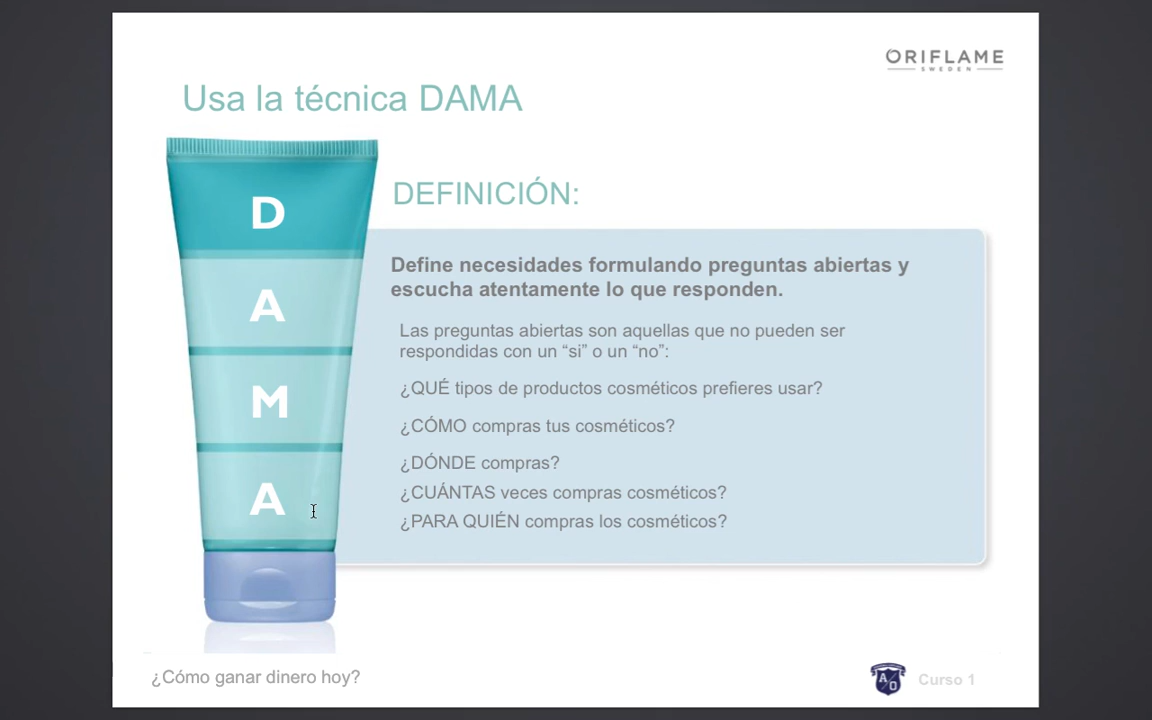 ORIFLAME
SWEDEN
Usa la técnica DAMA
D
A
M
A
DEFINICIÓN:
Define necesidades formulando preguntas abiertas y
escucha atentamente lo que responden.
Las preguntas abiertas son aquellas que no pueden ser
respondidas con un “si” o un “no”:
¿QUÉ tipos de productos cosméticos prefieres usar?
¿CÓMO compras tus cosméticos?
¿DÓNDE compras?
¿CUÁNTAS veces compras cosméticos?
¿PARA QUIÉN compras los cosméticos?
¿Cómo ganar dinero hoy?
A
O
Curso 1